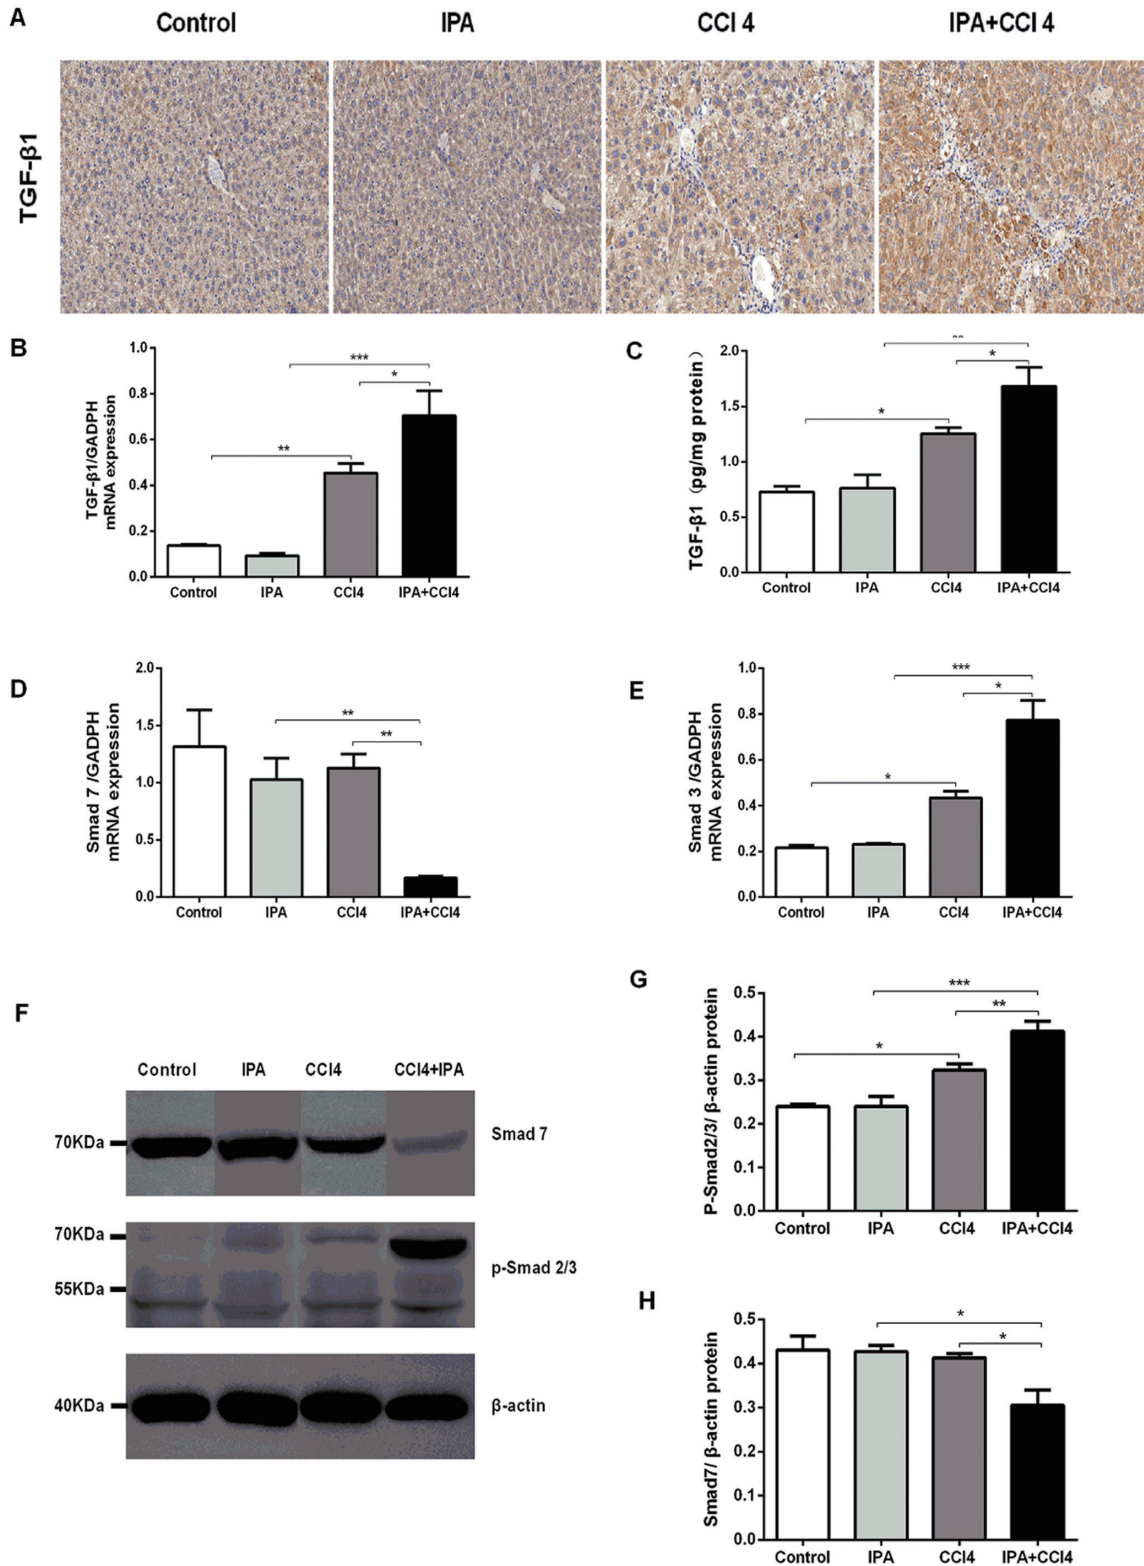 A
Control IPA CCl 4 IPA+CCl 4
TGF-β1
B
TGF-β1/GADPH
mRNA expression
1.0
0.8
0.6
0.4
0.2
0.0
***
*
**
Control IPA CCl4 IPA+CCl4
C
TGF-β1 (pg/mg protein)
2.0
1.5
1.0
0.5
0.0
*
*
Control IPA CCl4 IPA+CCl4
D
Smad 7 /GADPH
mRNA expression
2.0
1.5
1.0
0.5
0.0
**
**
Control IPA CCl4 IPA+CCl4
E
Smad 3 /GADPH
mRNA expression
1.0
0.8
0.6
0.4
0.2
0.0
***
*
*
Control IPA CCl4 IPA+CCl4
F
Control IPA CCl4 CCl4+IPA
70KDa Smad 7
70KDa
p-Smad 2/3
55KDa
40KDa β-actin
G
P-Smad2/3/ β-actin protein
0.5
0.4
0.3
0.2
0.1
0.0
***
**
*
Control IPA CCl4 IPA+CCl4
H
Smad7/ β-actin protein
0.5
0.4
0.3
0.2
0.1
0.0
*
*
Control IPA CCl4 IPA+CCl4